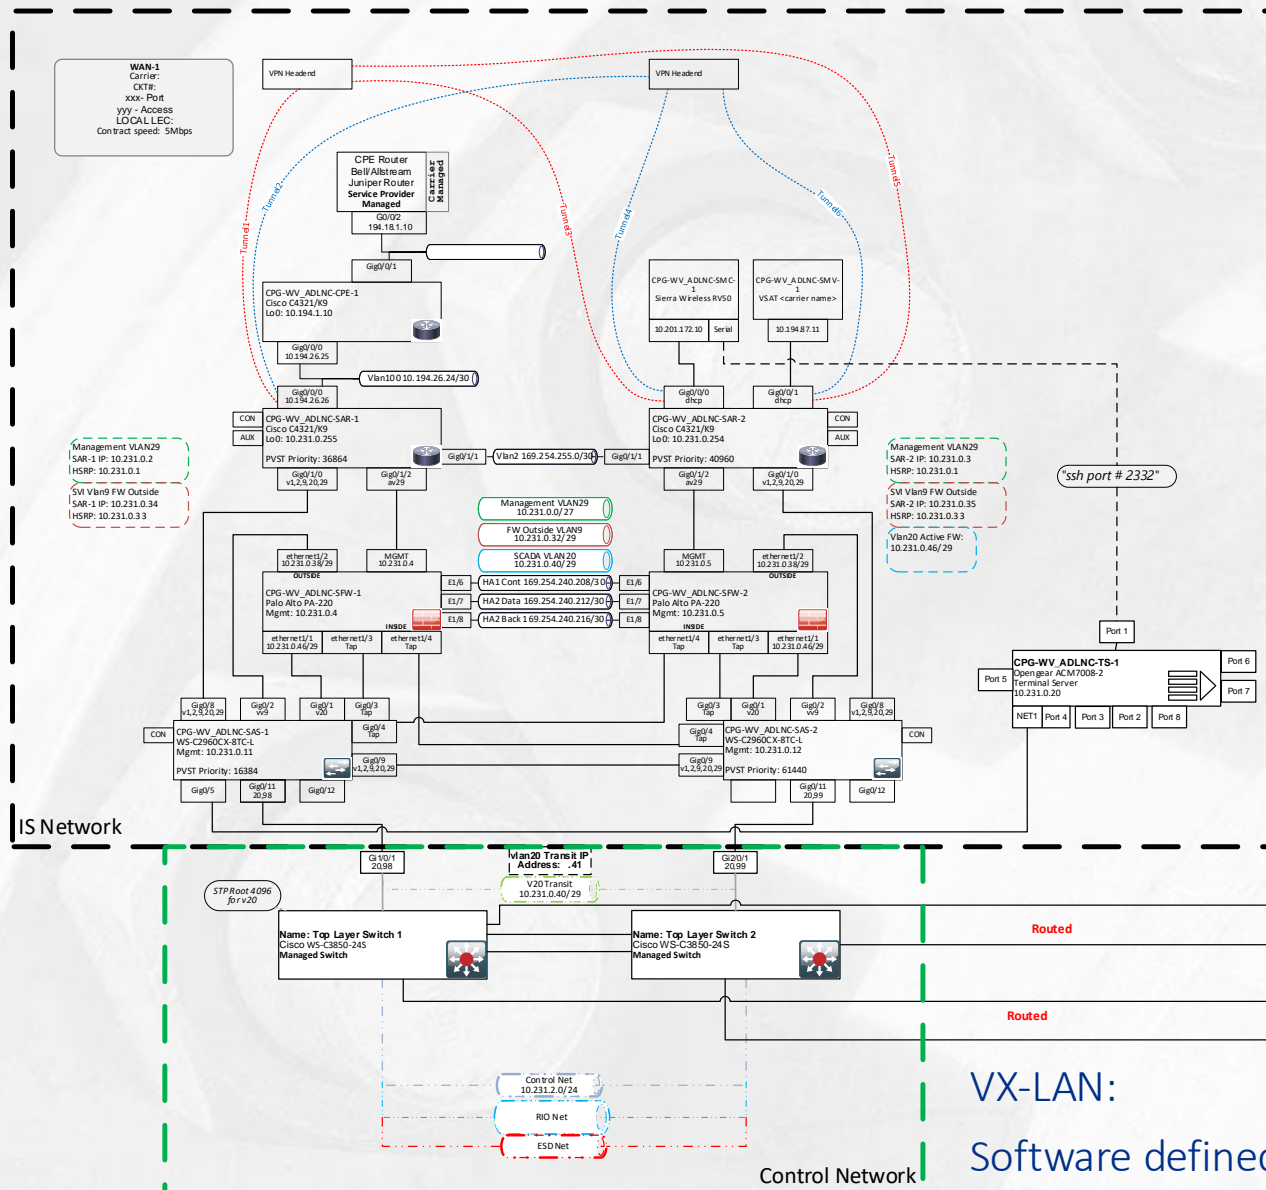 WAN-1
Carrier:
CKT#:
xxx- Port
yyy - Access
LOCAL LEC:
Contract speed: 5Mbps
VPN Headend
VPN Headend
Tunnel1
Tunnel2
Tunnel3
Tunnel4
Tunnel6
Tunnel5
CPE Router
Bell/Allstream
Juniper Router
Service Provider
Managed
Carrier
Managed
G0/0/2
194.18.1.10
Gig0/0/1
CPG-WV_ADLNC-CPE-1
Cisco C4321/K9
Lo0: 10.194.1.10
Gig0/0/0
10.194.26.25
Vlan100 10.194.26.24/30
Gig0/0/0
10.194.26.26
CPG-WV_ADLNC-SMC-
1
Sierra Wireless RV50
10.201.172.10
Serial
CPG-WV_ADLNC-SMV-
1
VSAT <carrier name>
10.194.87.11
Gig0/0/0
dhcp
Gig0/0/1
dhcp
CON
AUX
CPG-WV_ADLNC-SAR-1
Cisco C4321/K9
Lo0: 10.231.0.255
PVST Priority: 36864
Gig0/1/1
Vlan2 169.254.255.0/30
Gig0/1/1
CPG-WV_ADLNC-SAR-2
Cisco C4321/K9
Lo0: 10.231.0.254
PVST Priority: 40960
CON
AUX
Management VLAN29
SAR-1 IP: 10.231.0.2
HSRP: 10.231.0.1
SVI Vlan9 FW Outside
SAR-1 IP: 10.231.0.34
HSRP: 10.231.0.33
Management VLAN29
SAR-2 IP: 10.231.0.3
HSRP: 10.231.0.1
SVI Vlan9 FW Outside
SAR-2 IP: 10.231.0.35
HSRP: 10.231.0.33
Vlan20 Active FW:
10.231.0.46/29
"ssh port # 2332"
Gig0/1/0
v1,2,9,20,29
Gig0/1/2
av29
Gig0/1/2
av29
Gig0/1/0
v1,2,9,20,29
Management VLAN29
10.231.0.0/27
FW Outside VLAN9
10.231.0.32/29
SCADA VLAN20
10.231.0.40/29
ethernet1/2
10.231.0.38/29
MGMT
10.231.0.4
OUTSIDE
CPG-WV_ADLNC-SFW-1
Palo Alto PA-220
Mgmt: 10.231.0.4
INSIDE
E1/6
HA1 Cont 169.254.240.208/30
E1/6
E1/7
HA2 Data 169.254.240.212/30
E1/7
E1/8
HA2 Back 169.254.240.216/30
E1/8
MGMT
10.231.0.5
ethernet1/2
10.231.0.38/29
OUTSIDE
CPG-WV_ADLNC-SFW-2
Palo Alto PA-220
Mgmt: 10.231.0.5
INSIDE
ethernet1/1
10.231.0.46/29
ethernet1/3
Tap
ethernet1/4
Tap
ethernet1/4
Tap
ethernet1/3
Tap
ethernet1/1
10.231.0.46/29
Port 1
CPG-WV_ADLNC-TS-1
Opengear ACM7008-2
Terminal Server
10.231.0.20
Port 5
Port 6
Port 7
NET1
Port 4
Port 3
Port 2
Port 8
Gig0/8
v1,2,9,20,29
Gig0/2
vv9
Gig0/1
v20
Gig0/3
Tap
Gig0/4
Tap
CON
CPG-WV_ADLNC-SAS-1
WS-C2960CX-8TC-L
Mgmt: 10.231.0.11
PVST Priority: 16384
Gig0/9
v1,2,9,20,29
Gig0/5
Gig0/11
20,98
Gig0/12
Gig0/3
Tap
Gig0/1
v20
Gig0/2
vv9
Gig0/8
v1,2,9,20,29
Gig0/4
Tap
CPG-WV_ADLNC-SAS-2
WS-C2960CX-8TC-L
Mgmt: 10.231.0.12
PVST Priority: 61440
CON
Gig0/9
v1,2,9,20,29
Gig0/11
20,99
Gig0/12
IS Network
Gi1/0/1
20,98
vlan20 Transit IP
Address: .41
V20 Transit
10.231.0.40/29
Gi2/0/1
20,99
STP Root 4096
for v20
Name: Top Layer Switch 1
Cisco WS-C3850-24S
Managed Switch
Name: Top Layer Switch 2
Cisco WS-C3850-24S
Managed Switch
Routed
Routed
Control Net
10.231.2.0/24
RIO Net
ESD Net
Control Network
VX-LAN:
Software defined